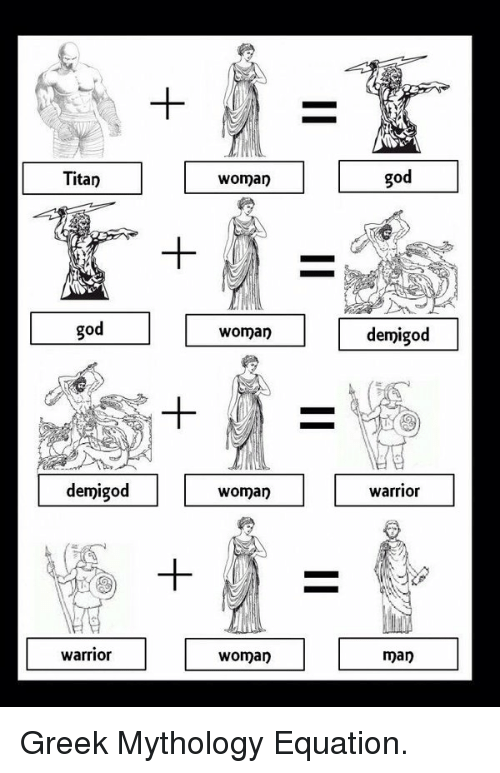 Titan woman god
god woman demigod
demigod woman warrior
warrior woman man
Greek Mythology Equation.